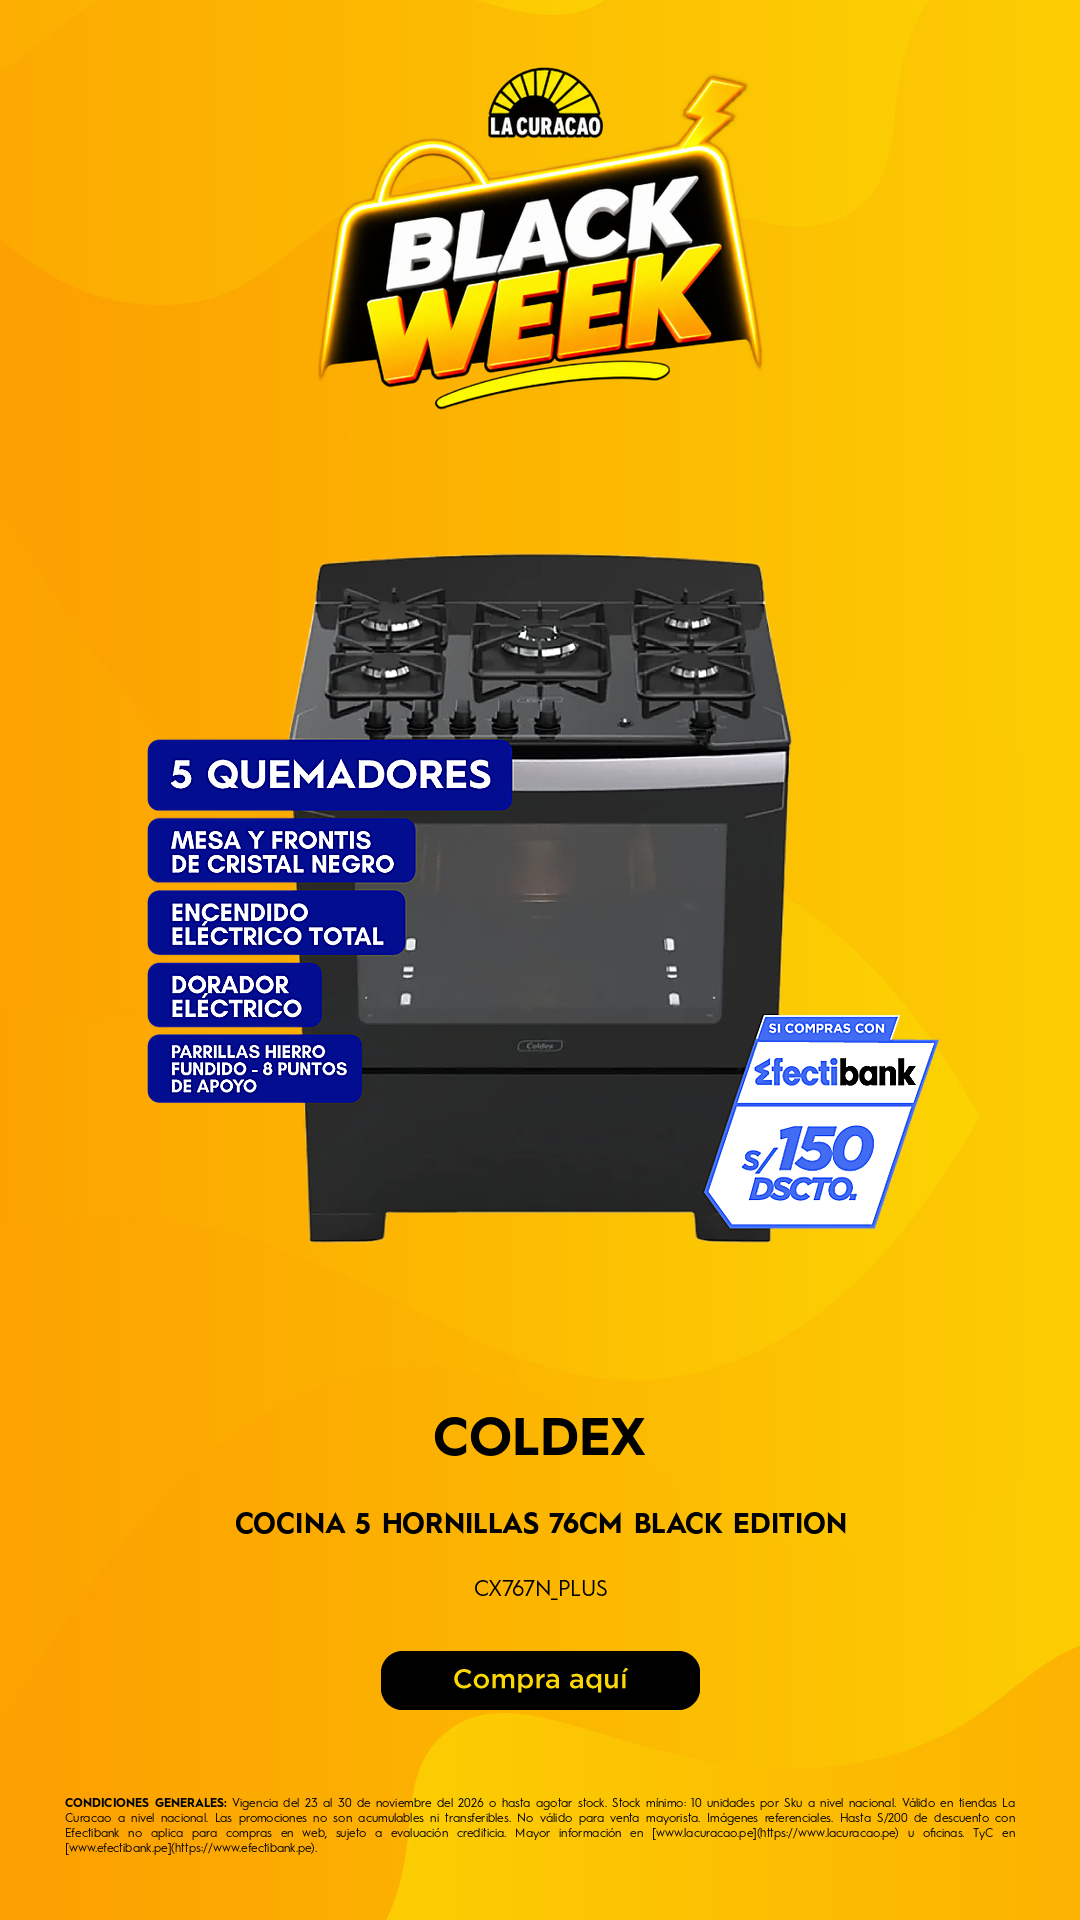 LA CURACAO
BLACK
WEEK
5 QUEMADORES
MESA Y FRONTIS
DE CRISTAL NEGRO
ENCENDIDO
ELÉCTRICO TOTAL
DORADOR
ELÉCTRICO
PARRILLAS HIERRO
FUNDIDO - 8 PUNTOS
DE APOYO
Coldex
SI COMPRAS CON
Efectibank
S/150
DSCTO.
COLDEX
COCINA 5 HORNILLAS 76CM BLACK EDITION
CX767N_PLUS
Compra aquí
CONDICIONES GENERALES: Vigencia del 23 al 30 de noviembre del 2026 o hasta agotar stock. Stock mínimo: 10 unidades por Sku a nivel nacional. Válido en tiendas La
Curacao a nivel nacional. Las promociones no son acumulables ni transferibles. No válido para venta mayorista. Imágenes referenciales. Hasta S/200 de descuento con
Efectibank no aplica para compras en web, sujeto a evaluación crediticia. Mayor información en [www.lacuracao.pe](https://www.lacuracao.pe) u oficinas. TyC en
[www.efectibank.pe](https://www.efectibank.pe).